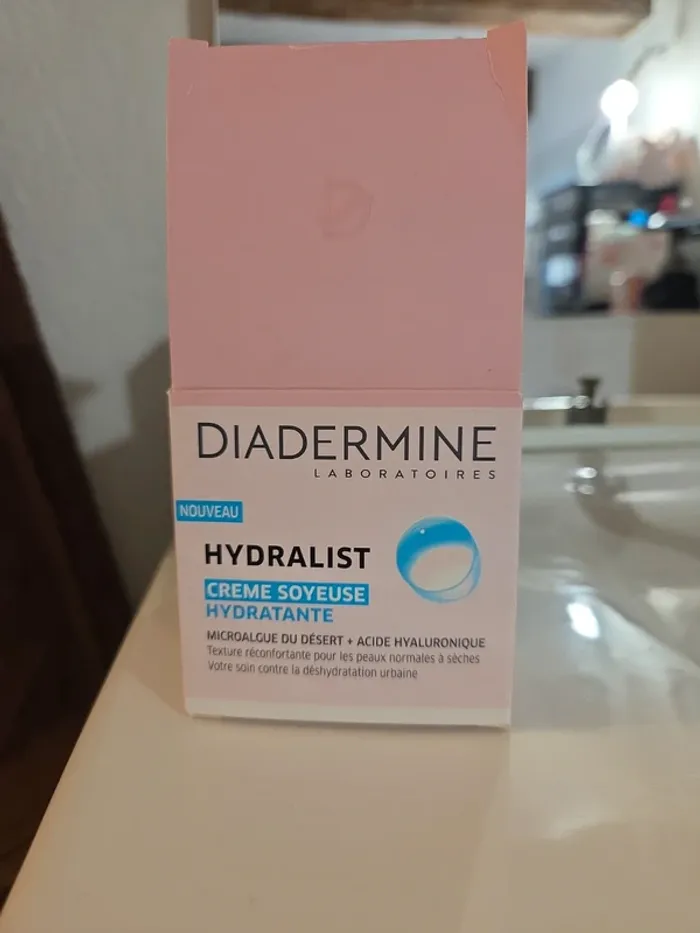 DIADERMINE
LABORATOIRES
NOUVEAU
HYDRALIST
CREME SOYEUSE
HYDRATANTE
MICROALGUE DU DÉSERT + ACIDE HYALURONIQUE
Texture réconfortante pour les peaux normales à sèches
Votre soin contre la déshydratation urbaine